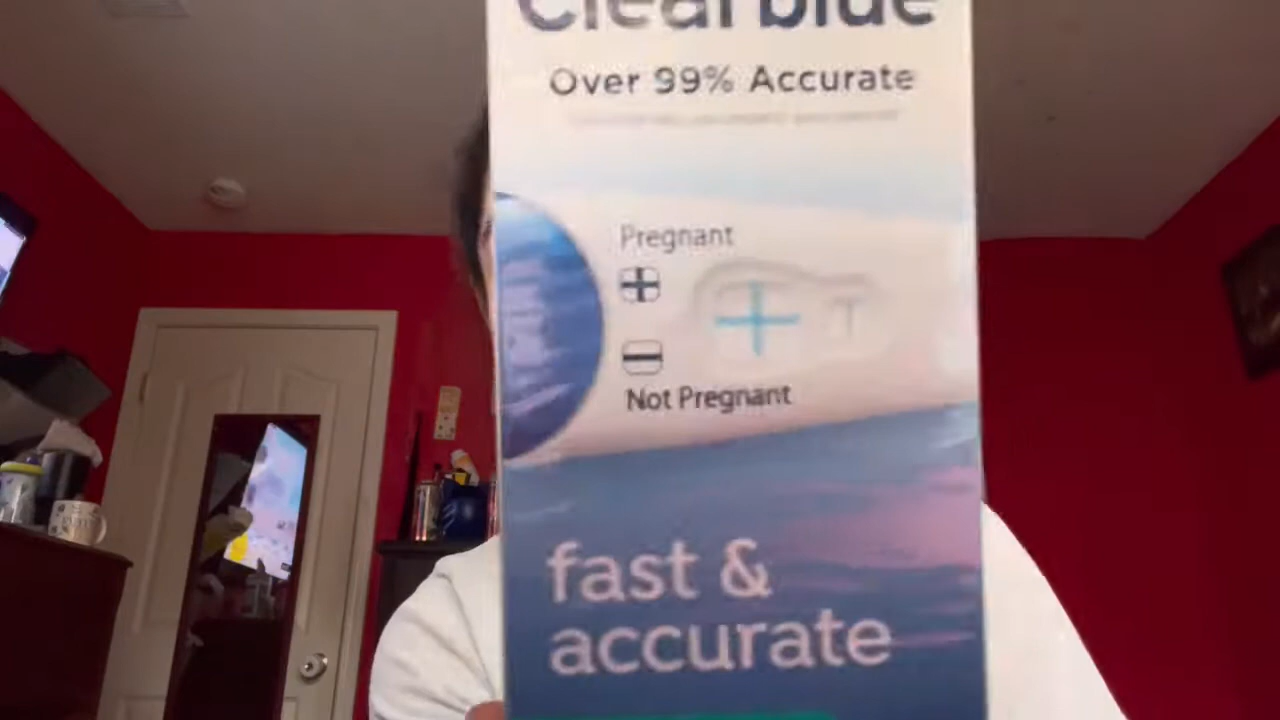 Clearblue
Over 99% Accurate
Pregnant
Not Pregnant
fast &
accurate